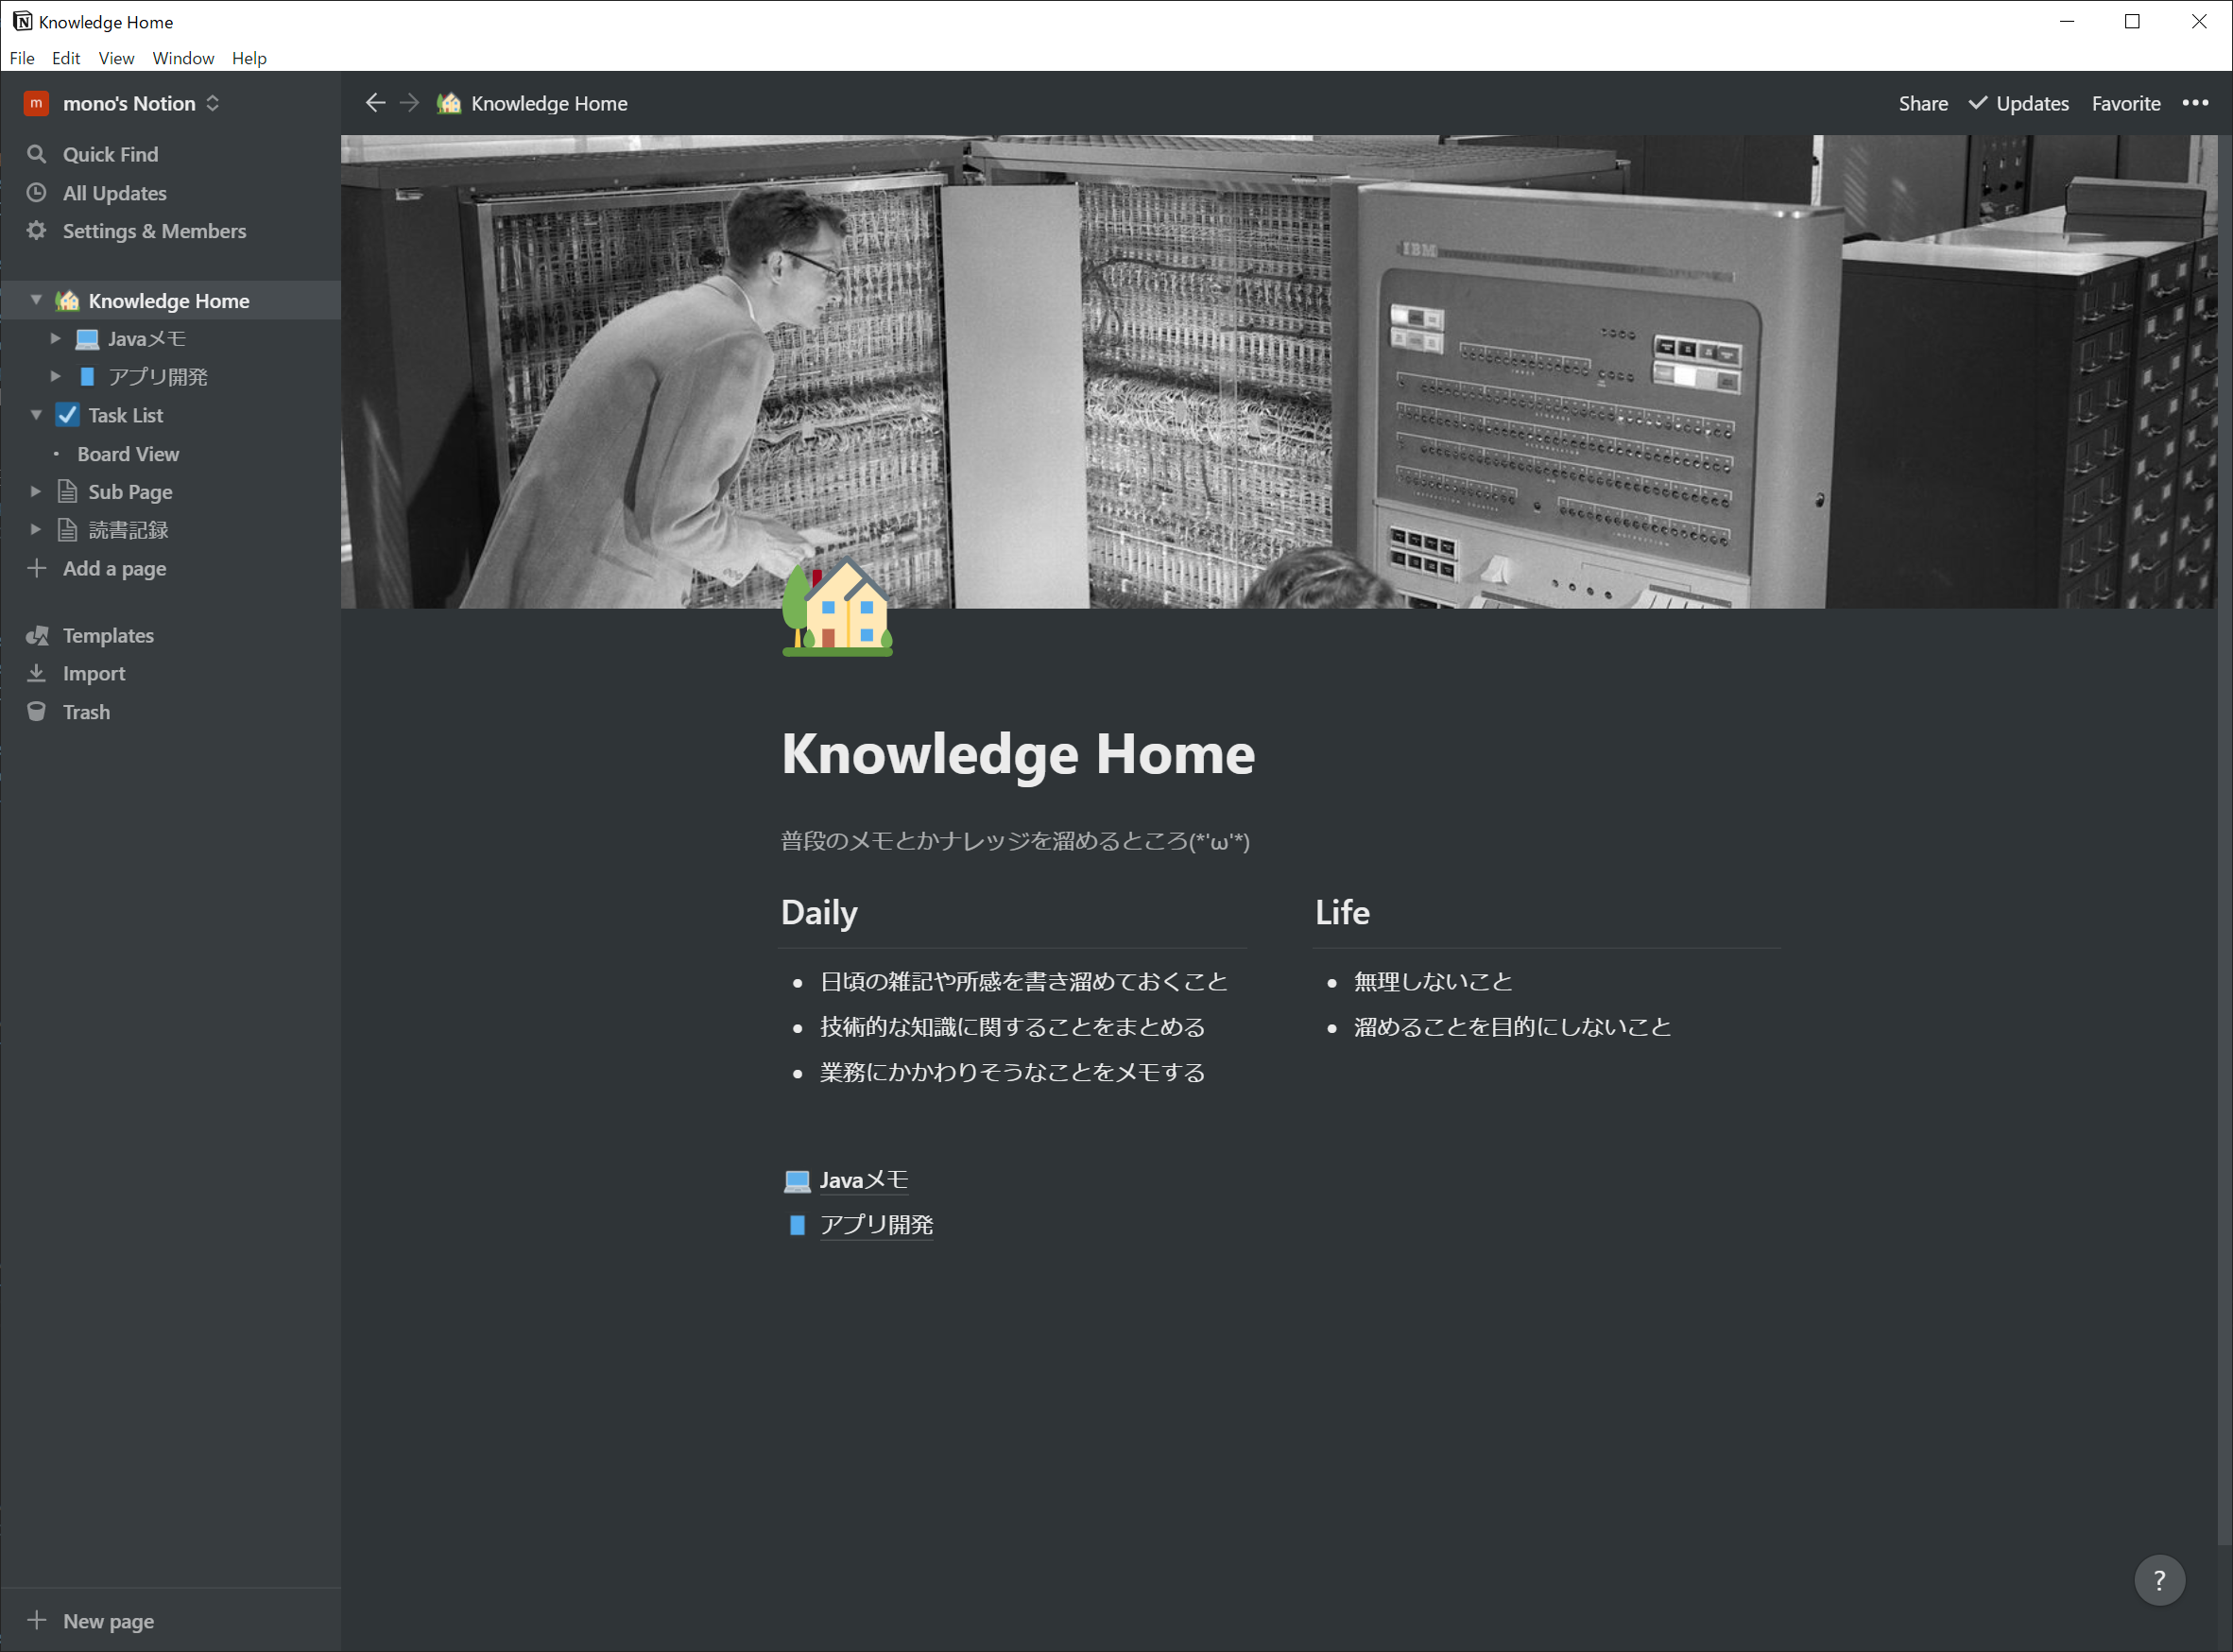 Knowledge Home
File Edit View Window Help
m mono's Notion
Quick Find
All Updates
Settings & Members
Knowledge Home
Javaメモ
アプリ開発
Task List
Board View
Sub Page
読書記録
Add a page
Templates
Import
Trash
New page
Knowledge Home
Share Updates Favorite
IBM
Knowledge Home
普段のメモとかナレッジを溜めるところ(*'ω'*)
Daily
日頃の雑記や所感を書き溜めておくこと
技術的な知識に関することをまとめる
業務にかかわりそうなことをメモする
Life
無理しないこと
溜めることを目的にしないこと
Javaメモ
アプリ開発
?